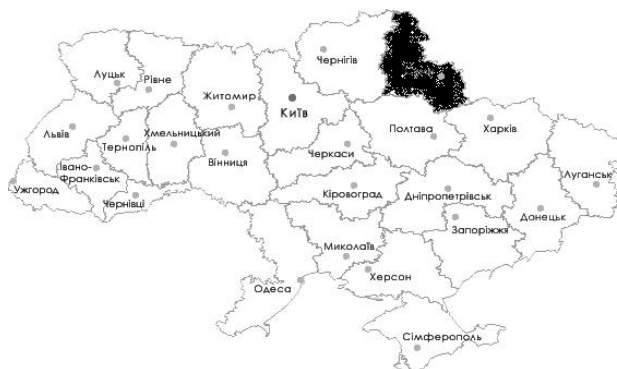 Чернігів
Луцьк
Рівне
Житомир
Київ
Львів
Тернопіль
Хмельницький
Вінниця
Черкаси
Полтава
Харків
Івано-
Франківськ
Ужгород
Чернівці
Кіровоград
Дніпропетрівськ
Луганськ
Донецьк
Запоріжжя
Миколаїв
Херсон
Одеса
Сімферополь